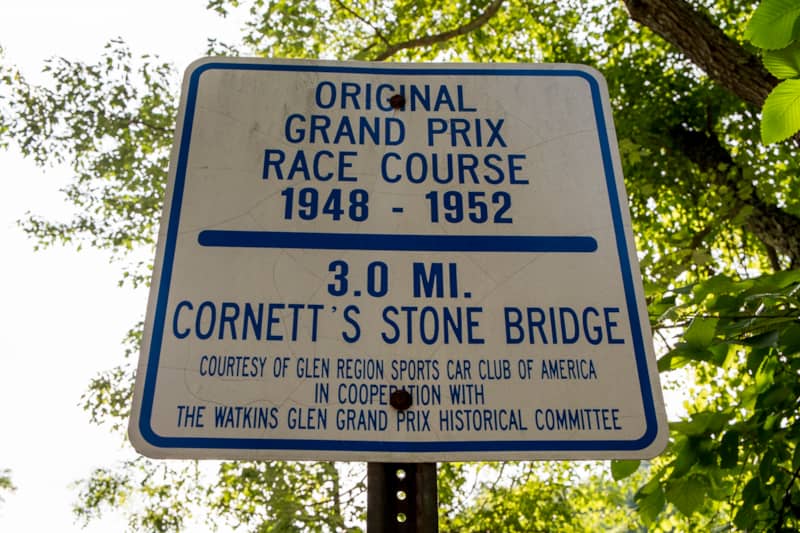 ORIGINAL
GRAND PRIX
RACE COURSE
1948 - 1952
3.0 MI.
CORNETT'S STONE BRIDGE
COURTESY OF GLEN REGION SPORTS CAR CLUB OF AMERICA
IN COOPERATION WITH
THE WATKINS GLEN GRAND PRIX HISTORICAL COMMITTEE